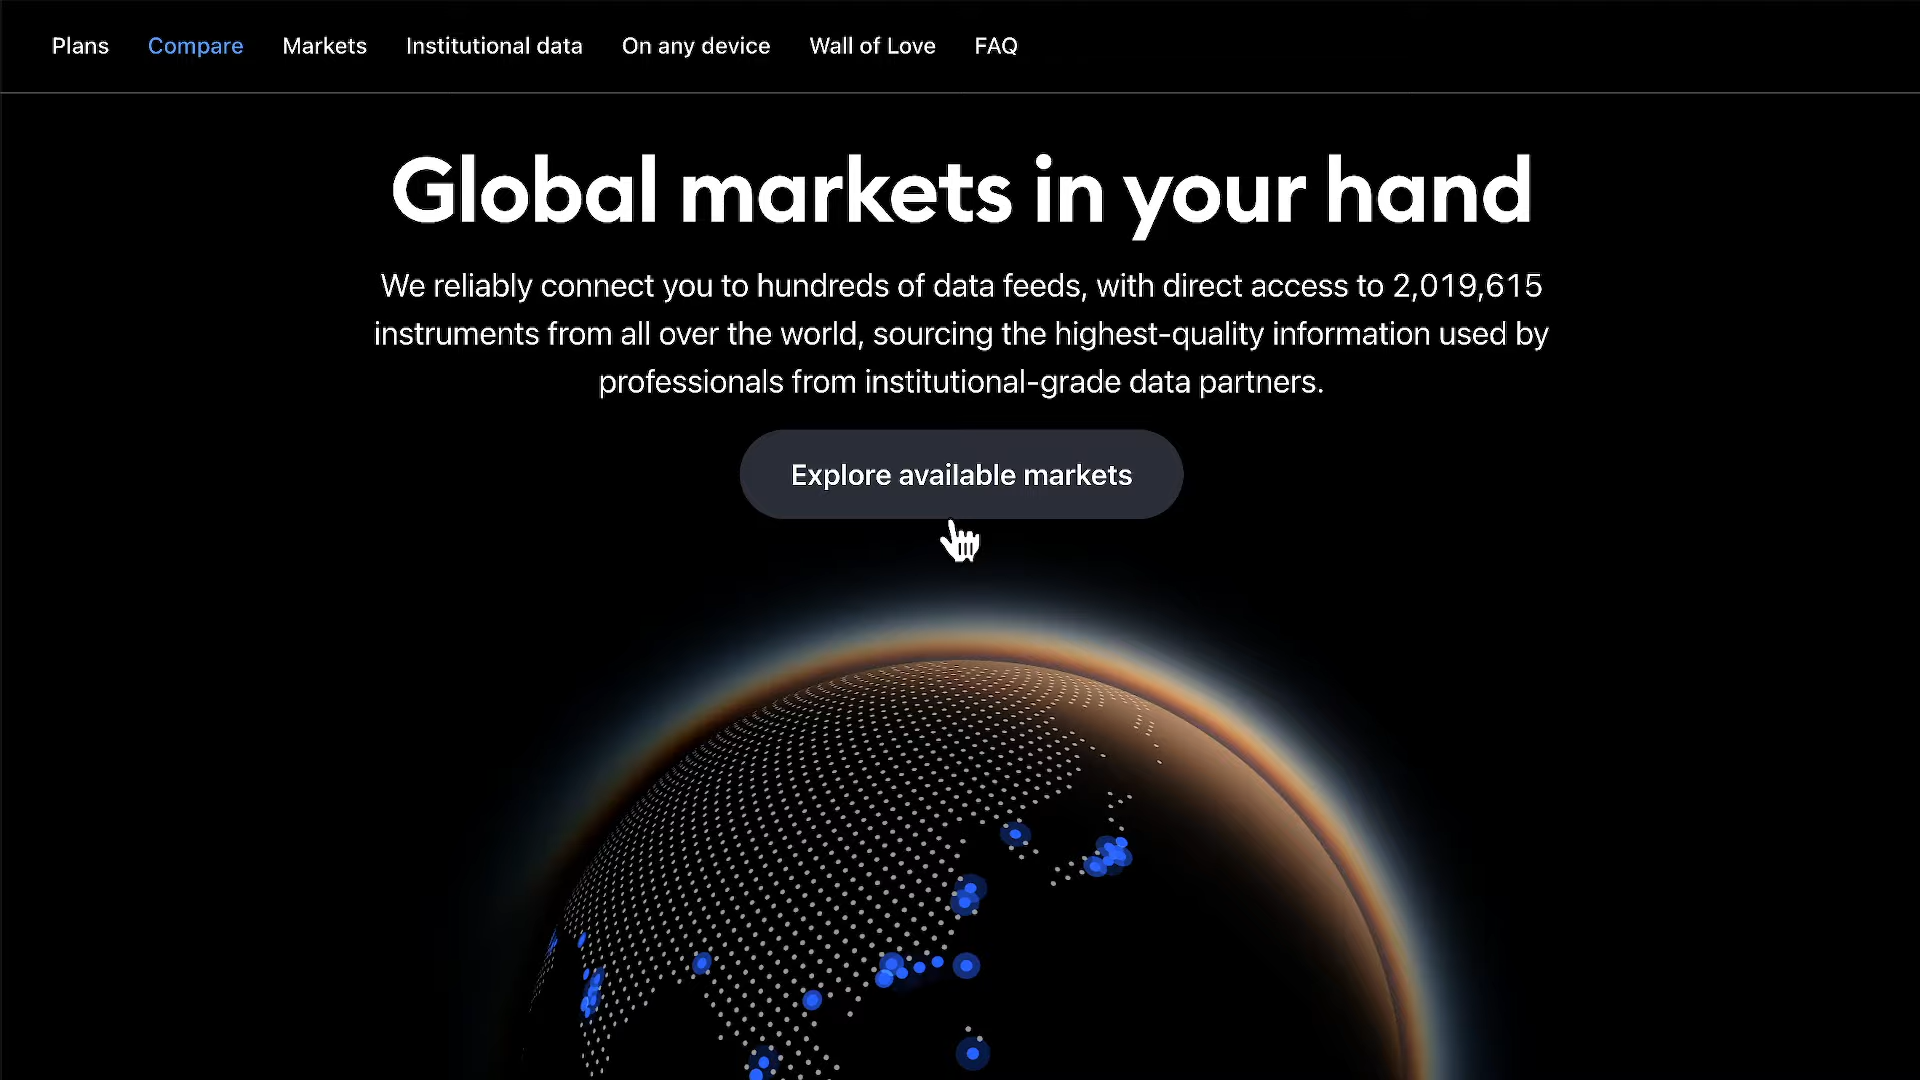 Plans Compare Markets Institutional data On any device Wall of Love FAQ
Global markets in your hand
We reliably connect you to hundreds of data feeds, with direct access to 2,019,615
instruments from all over the world, sourcing the highest-quality information used by
professionals from institutional-grade data partners.
Explore available markets